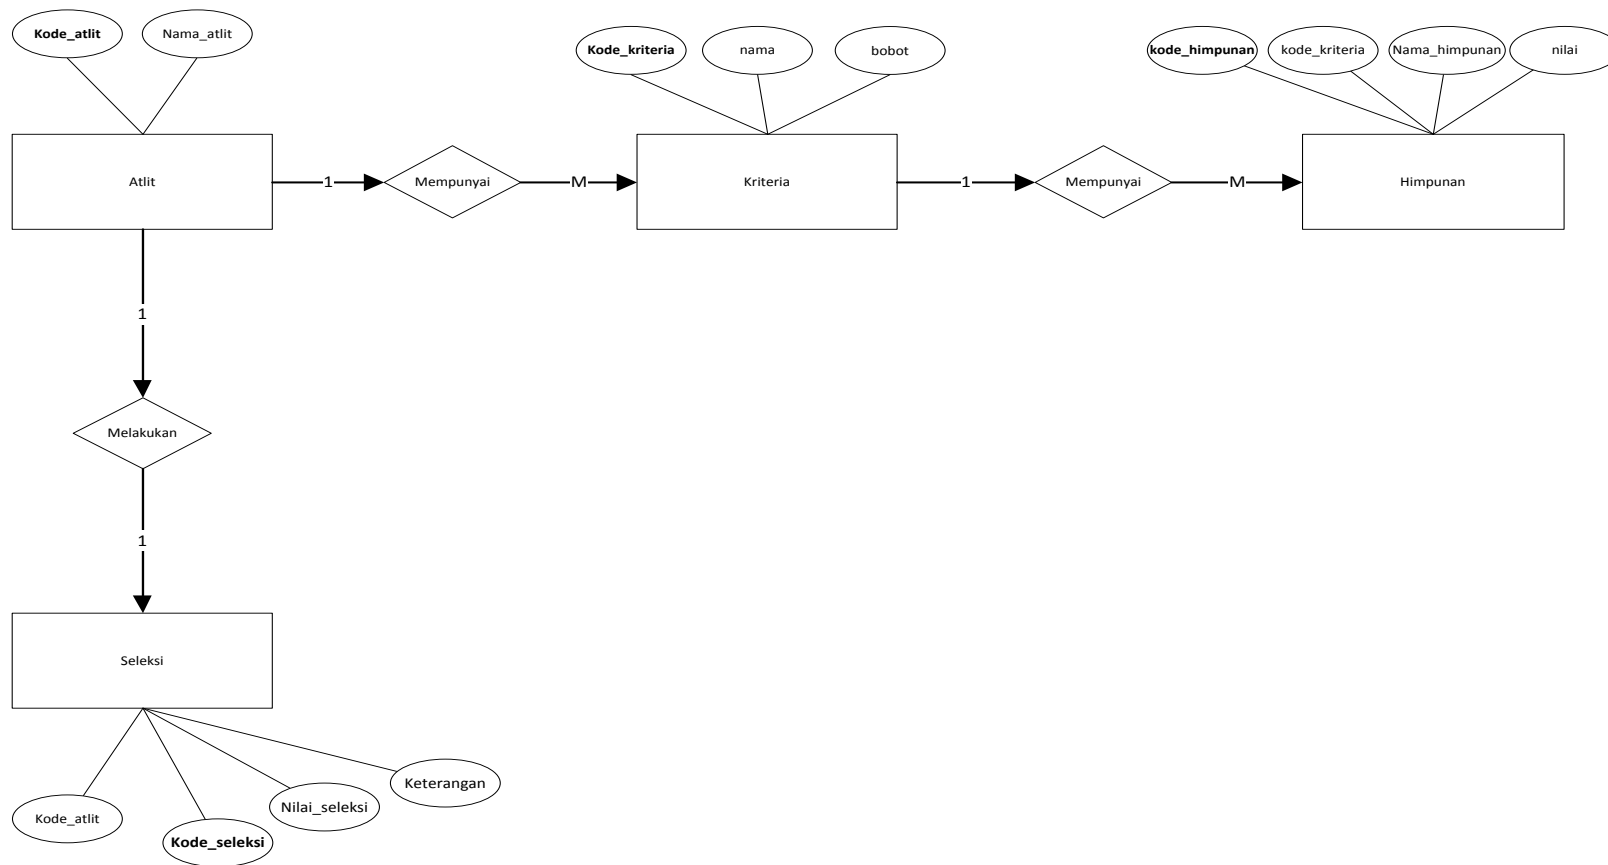 Kode_atlit
Nama_atlit
Kode_kriteria
nama
bobot
kode_himpunan
kode_kriteria
Nama_himpunan
nilai
Atlit
1
Mempunyai
M
Kriteria
1
Mempunyai
M
Himpunan
1
Melakukan
1
Seleksi
Kode_atlit
Kode_seleksi
Nilai_seleksi
Keterangan